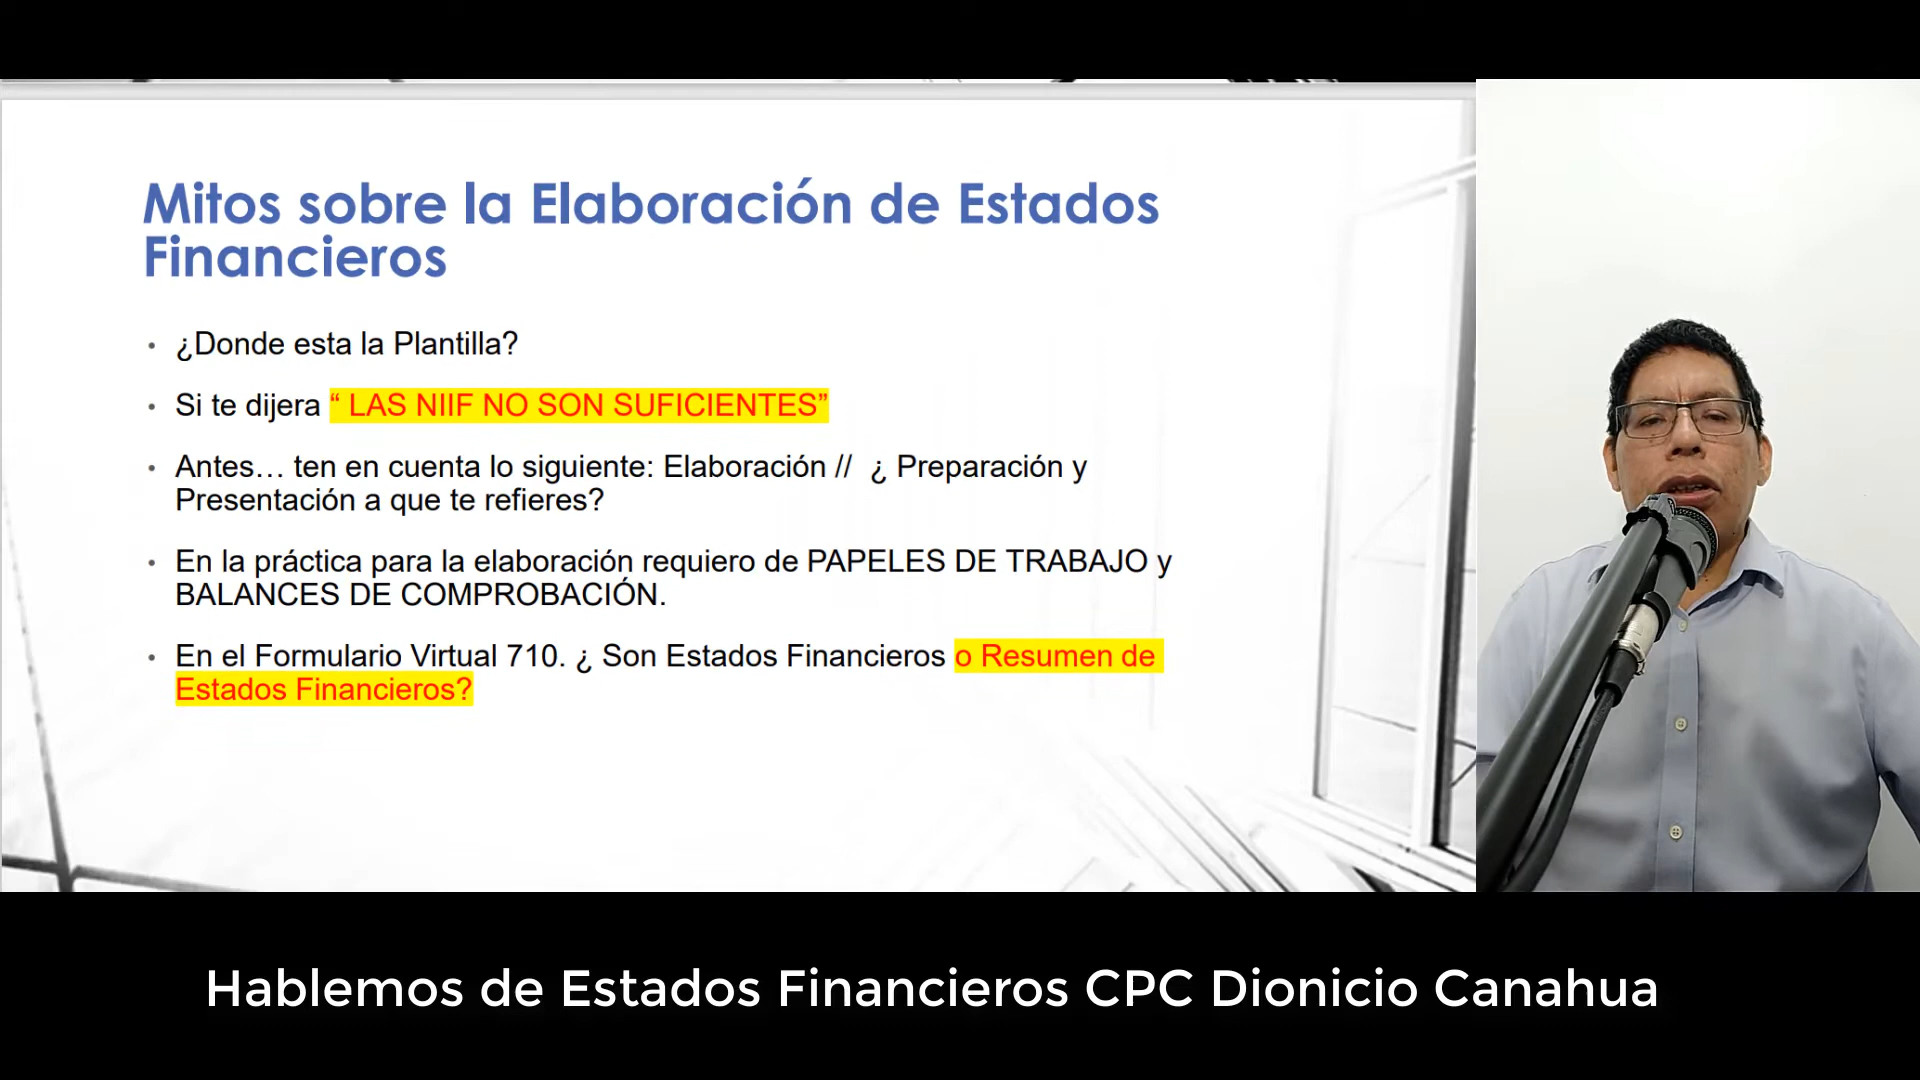 Mitos sobre la Elaboración de Estados
Financieros
• ¿Donde esta la Plantilla?
• Si te dijera “ LAS NIIF NO SON SUFICIENTES”
• Antes… ten en cuenta lo siguiente: Elaboración // ¿ Preparación y
Presentación a que te refieres?
• En la práctica para la elaboración requiero de PAPELES DE TRABAJO y
BALANCES DE COMPROBACIÓN.
• En el Formulario Virtual 710. ¿ Son Estados Financieros o Resumen de
Estados Financieros?
Hablemos de Estados Financieros CPC Dionicio Canahua